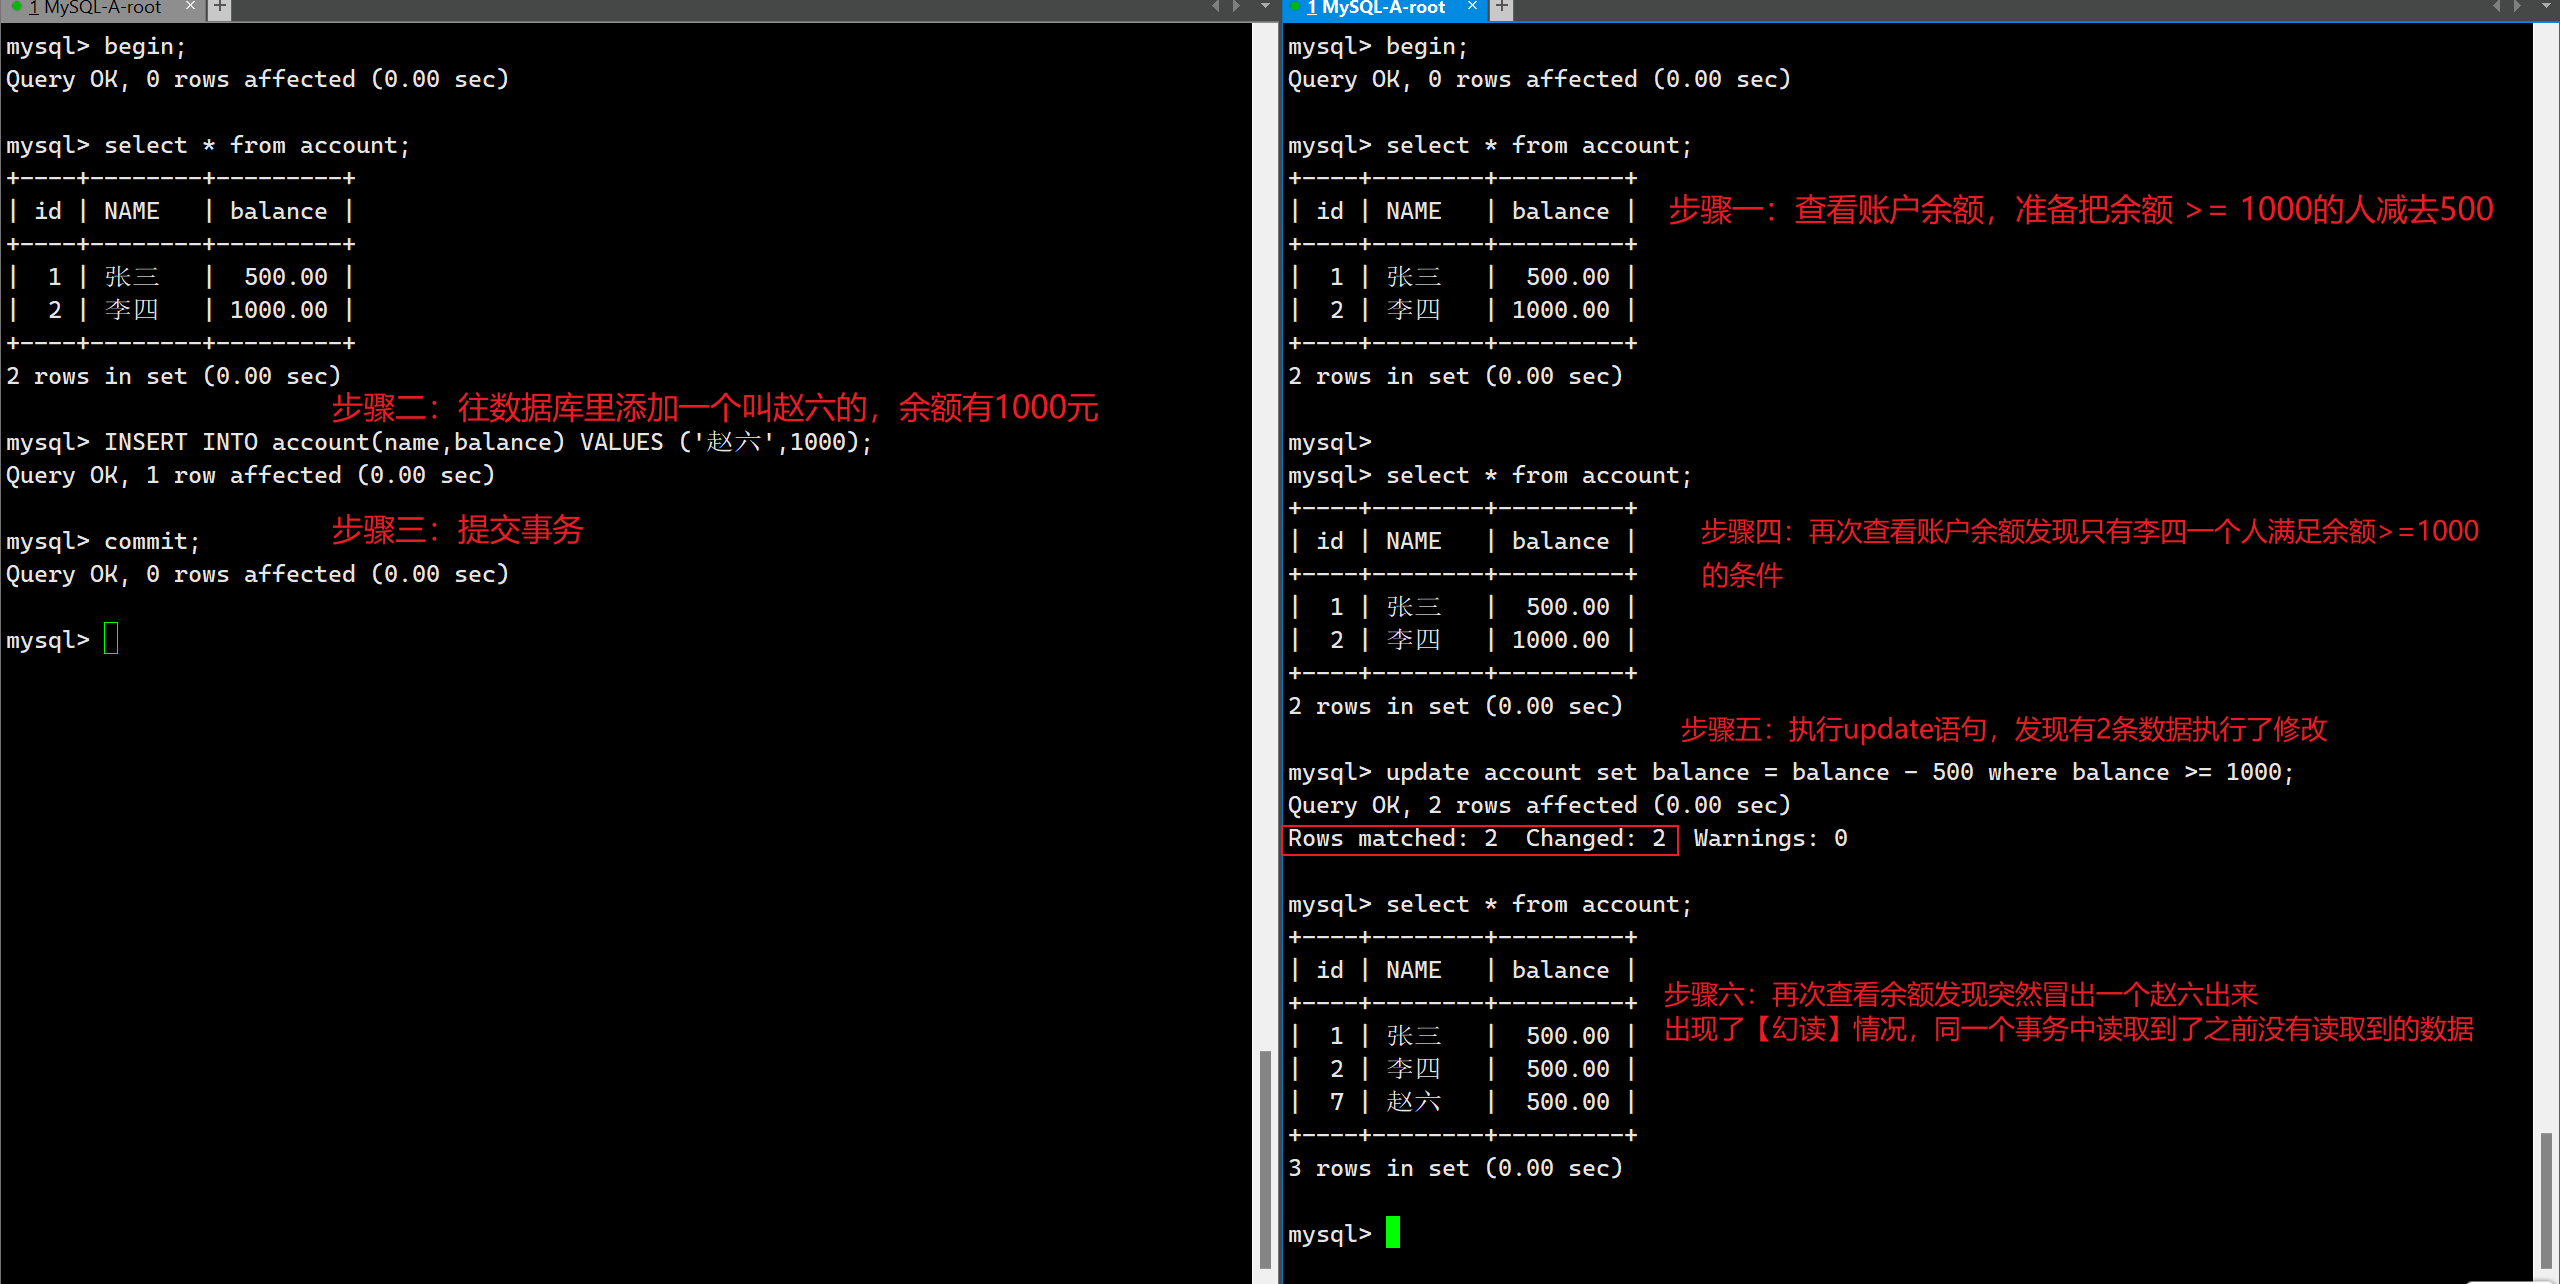 1 MySQL-A-root × +
mysql> begin;
Query OK, 0 rows affected (0.00 sec)
mysql> select * from account;
+----+--------+---------+
| id | NAME   | balance |
+----+--------+---------+
|  1 | 张三   |  500.00 |
|  2 | 李四   | 1000.00 |
+----+--------+---------+
2 rows in set (0.00 sec)
步骤二：往数据库里添加一个叫赵六的，余额有1000元
mysql> INSERT INTO account(name,balance) VALUES ('赵六',1000);
Query OK, 1 row affected (0.00 sec)
步骤三：提交事务
mysql> commit;
Query OK, 0 rows affected (0.00 sec)
mysql>
1 MySQL-A-root × +
mysql> begin;
Query OK, 0 rows affected (0.00 sec)
mysql> select * from account;
+----+--------+---------+
| id | NAME   | balance |
步骤一：查看账户余额，准备把余额 >= 1000的人减去500
+----+--------+---------+
|  1 | 张三   |  500.00 |
|  2 | 李四   | 1000.00 |
+----+--------+---------+
2 rows in set (0.00 sec)
mysql>
mysql> select * from account;
+----+--------+---------+
| id | NAME   | balance |
步骤四：再次查看账户余额发现只有李四一个人满足余额>=1000
的条件
+----+--------+---------+
|  1 | 张三   |  500.00 |
|  2 | 李四   | 1000.00 |
+----+--------+---------+
2 rows in set (0.00 sec)
步骤五：执行update语句，发现有2条数据执行了修改
mysql> update account set balance = balance - 500 where balance >= 1000;
Query OK, 2 rows affected (0.00 sec)
Rows matched: 2  Changed: 2  Warnings: 0
mysql> select * from account;
+----+--------+---------+
| id | NAME   | balance |
+----+--------+---------+
步骤六：再次查看余额发现突然冒出一个赵六出来
出现了【幻读】情况，同一个事务中读取到了之前没有读取到的数据
|  1 | 张三   |  500.00 |
|  2 | 李四   |  500.00 |
|  7 | 赵六   |  500.00 |
+----+--------+---------+
3 rows in set (0.00 sec)
mysql>